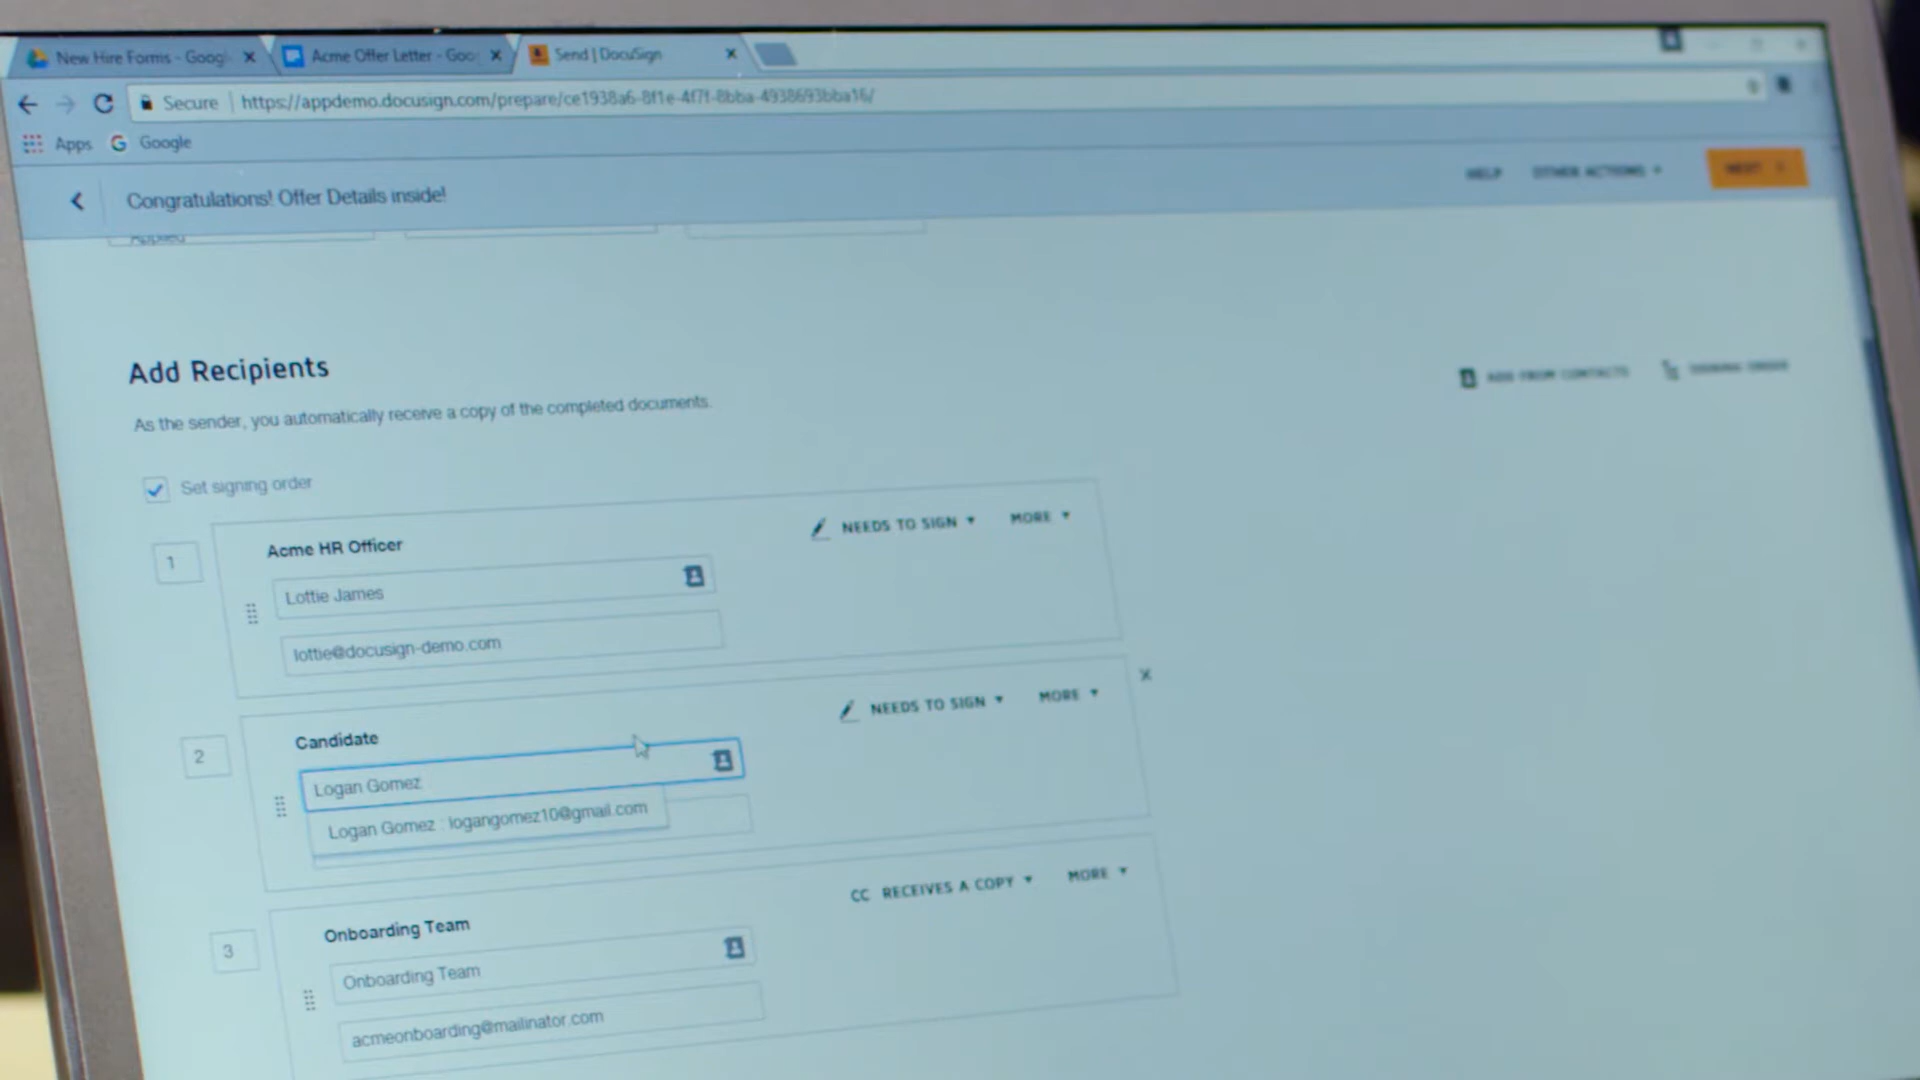 New Hire Forms - Googl
Acme Offer Letter - Goo
Send | DocuSign
Secure
https://appdemo.docusign.com/prepare/ce1938a6-8f1e-4f7f-8bba-4938693bba16/
Apps
Google
Congratulations! Offer Details inside!
HELP
OTHER ACTIONS
NEXT
Applied
Add Recipients
ADD FROM CONTACTS
SIGNING ORDER
As the sender, you automatically receive a copy of the completed documents.
Set signing order
1
Acme HR Officer
NEEDS TO SIGN
MORE
Lottie James
lottie@docusign-demo.com
2
Candidate
NEEDS TO SIGN
MORE
Logan Gomez
Logan Gomez : logangomez10@gmail.com
3
Onboarding Team
CC RECEIVES A COPY
MORE
Onboarding Team
acmeonboarding@mailinator.com